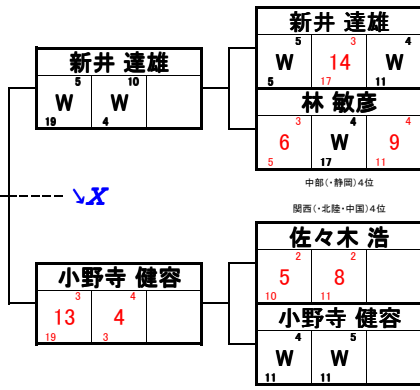 新井 達雄
5 3 4
W 14 W
5 17 11
新井 達雄
5 10
W W
19 4
林 敏彦
3 4 4
6 W 9
5 17 11
中部(・静岡)４位
↘X
関西(・北陸・中国)４位
佐々木 浩
2 2
5 8
10 11
小野寺 健容
3 4
13 4
19 3
小野寺 健容
4 5
W W
11 11